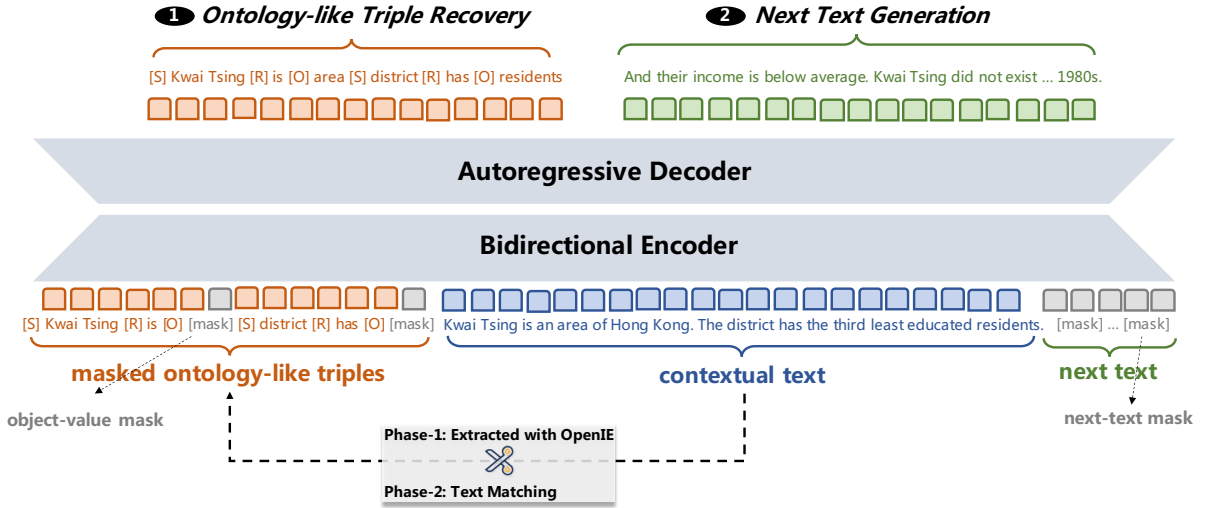 1 Ontology-like Triple Recovery
2 Next Text Generation
[S] Kwai Tsing [R] is [O] area [S] district [R] has [O] residents
And their income is below average. Kwai Tsing did not exist ... 1980s.
Autoregressive Decoder
Bidirectional Encoder
[S] Kwai Tsing [R] is [O] [mask] [S] district [R] has [O] [mask]
Kwai Tsing is an area of Hong Kong. The district has the third least educated residents.
[mask] ... [mask]
masked ontology-like triples
contextual text
next text
object-value mask
next-text mask
Phase-1: Extracted with OpenIE
Phase-2: Text Matching